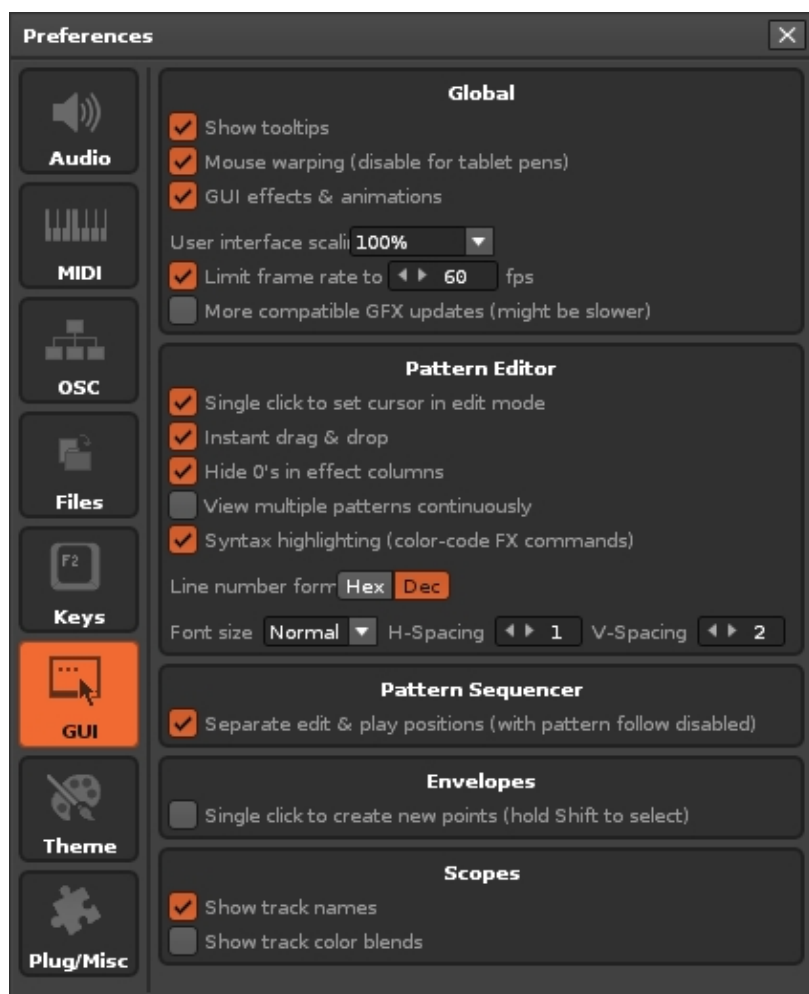 Preferences
Audio
MIDI
OSC
Files
F2
Keys
GUI
Theme
Plug/Misc
Global
Show tooltips
Mouse warping (disable for tablet pens)
GUI effects & animations
User interface scali 100%
Limit frame rate to 60 fps
More compatible GFX updates (might be slower)
Pattern Editor
Single click to set cursor in edit mode
Instant drag & drop
Hide 0's in effect columns
View multiple patterns continuously
Syntax highlighting (color-code FX commands)
Line number form Hex Dec
Font size Normal H-Spacing 1 V-Spacing 2
Pattern Sequencer
Separate edit & play positions (with pattern follow disabled)
Envelopes
Single click to create new points (hold Shift to select)
Scopes
Show track names
Show track color blends